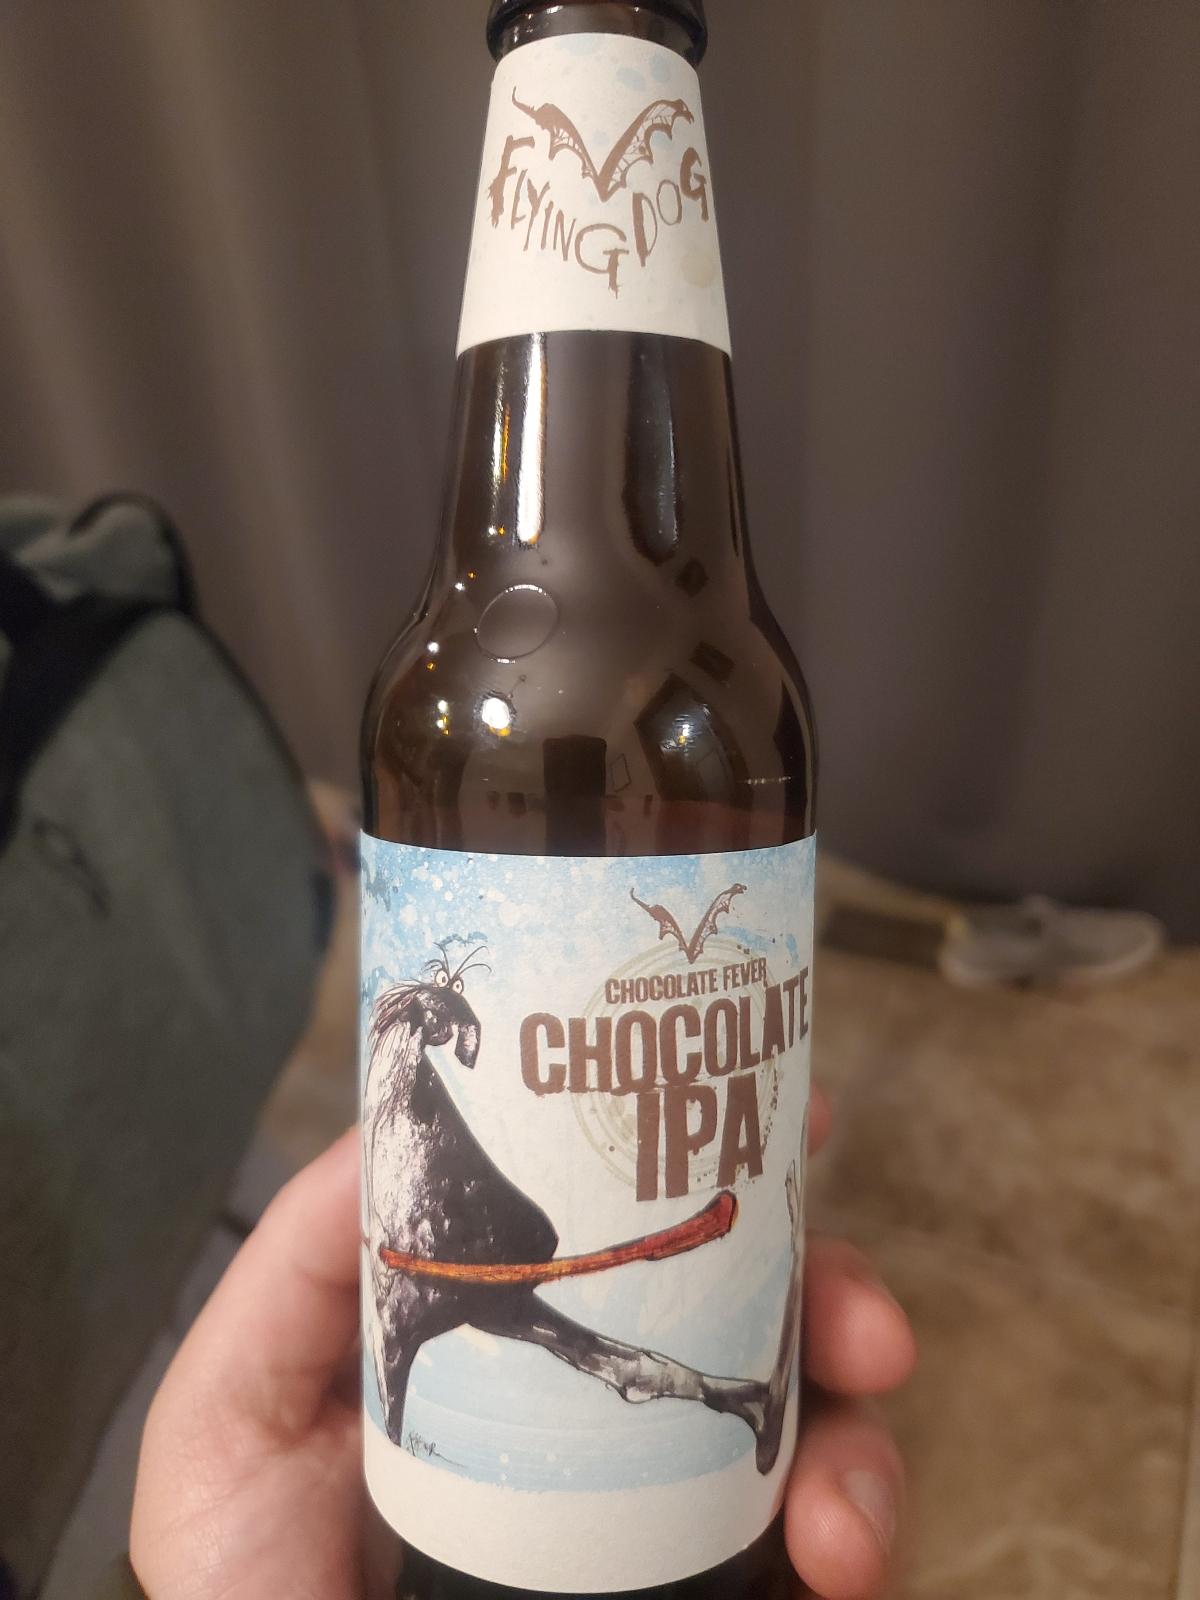 FLYING DOG
CHOCOLATE FEVER
CHOCOLATE
IPA